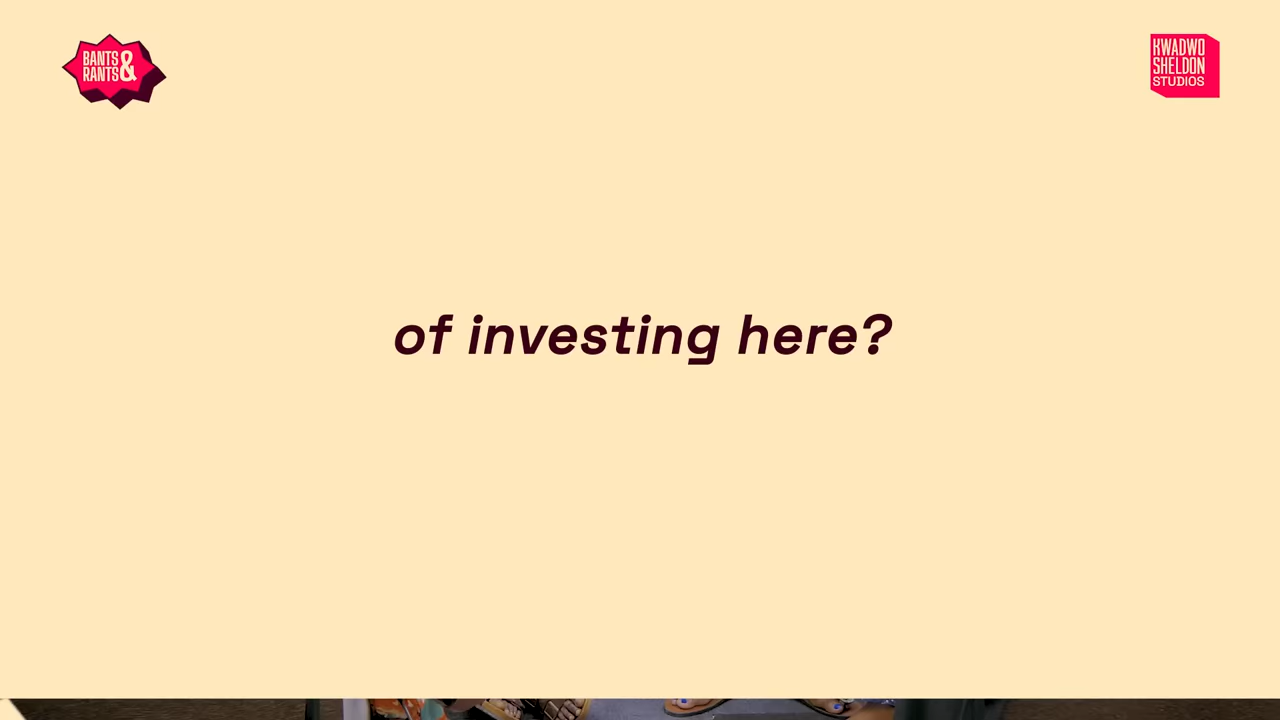 BANTS
& RANTS
KWADWO
SHELDON
STUDIOS
of investing here?